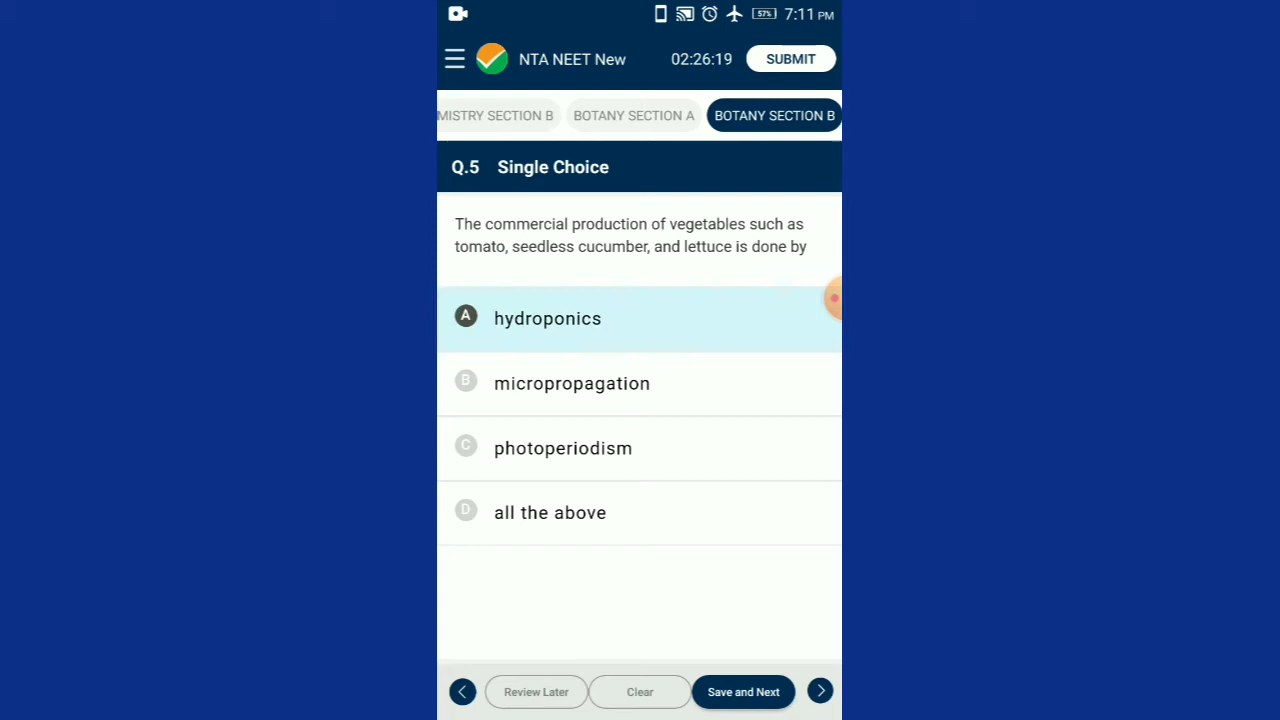 57% 7:11 PM
NTA NEET New 02:26:19 SUBMIT
MISTRY SECTION B BOTANY SECTION A BOTANY SECTION B
Q.5 Single Choice
The commercial production of vegetables such as
tomato, seedless cucumber, and lettuce is done by
A hydroponics
B micropropagation
C photoperiodism
D all the above
Review Later Clear Save and Next